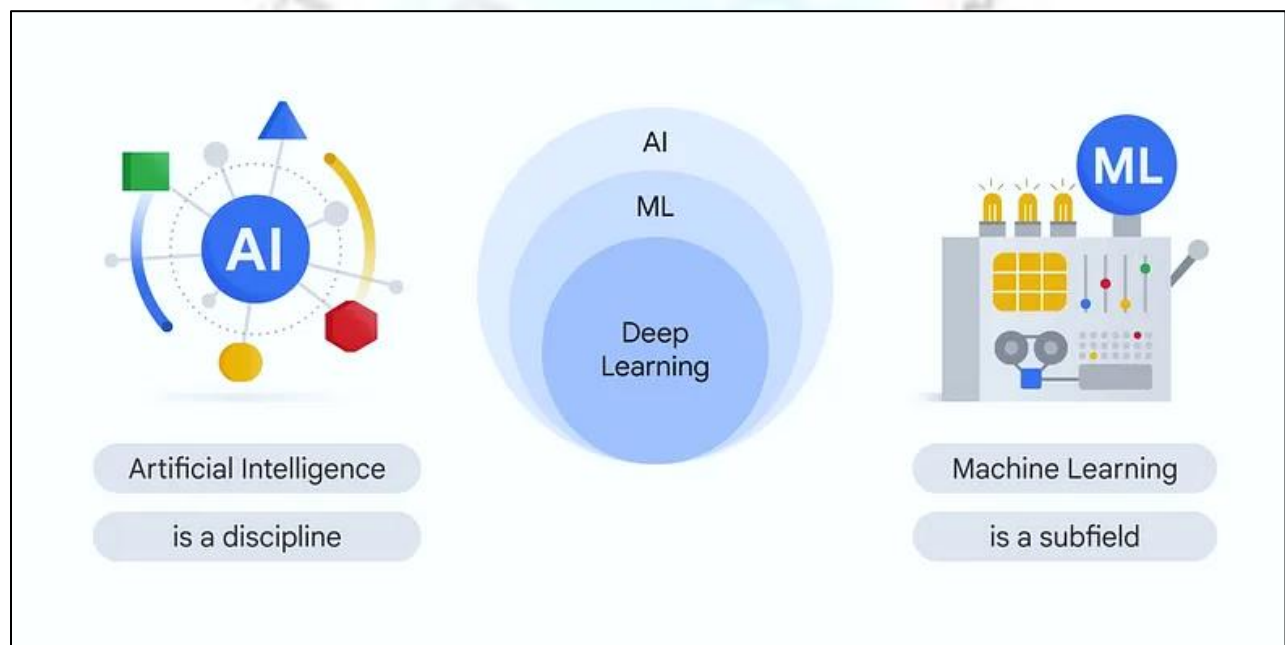 AI
Artificial Intelligence
is a discipline
AI
ML
Deep
Learning
ML
Machine Learning
is a subfield